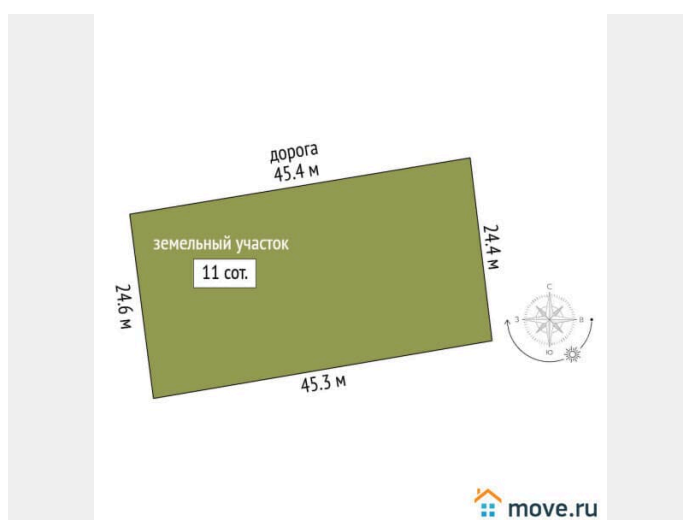 дорога
45.4 м
земельный участок
11 сот.
24.4 м
24.6 м
45.3 м
С
З
В
Ю
move.ru